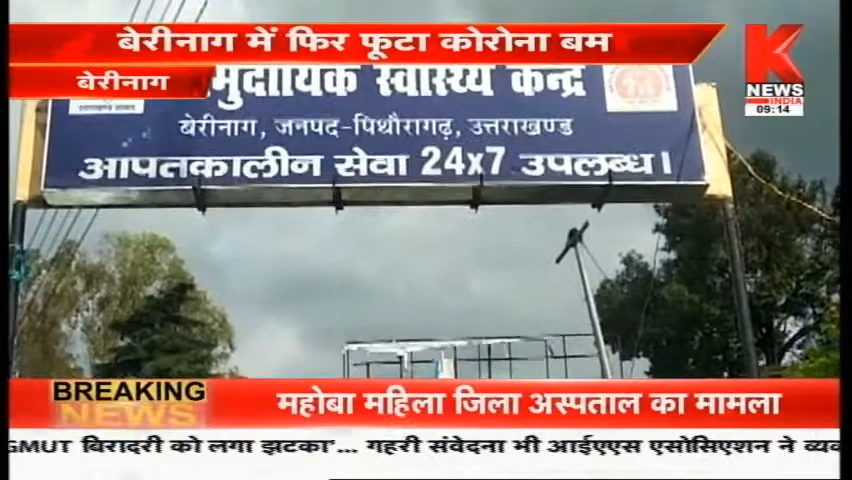 बेरीनाग में फिर फूटा कोरोना बम
बेरीनाग
K
NEWS
INDIA
09:14
मुदायिक स्वास्थ्य केन्द्र
बेरीनाग, जनपद-पिथौरागढ़, उत्तराखण्ड
आपतकालीन सेवा 24x7 उपलब्ध।
BREAKING
NEWS
महोबा महिला जिला अस्पताल का मामला
GMUT बिरादरी को लगा झटका'... गहरी संवेदना भी आईएएस एसोसिएशन ने व्यक